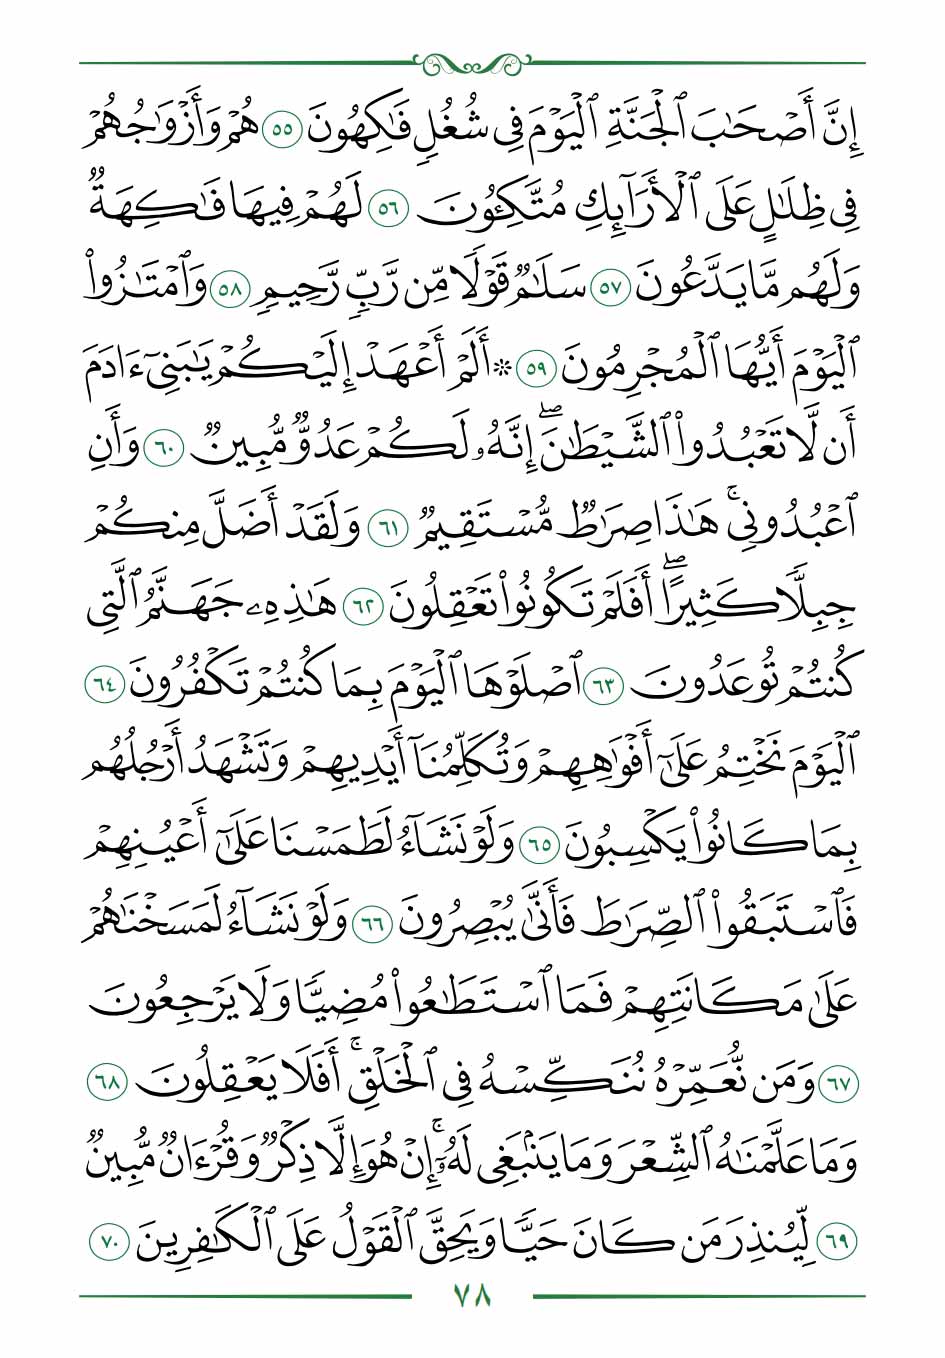 إِنَّ أَصْحَٰبَ ٱلْجَنَّةِ ٱلْيَوْمَ فِى شُغُلٍ فَٰكِهُونَ ٥٥ هُمْ وَأَزْوَٰجُهُمْ
فِى ظِلَٰلٍ عَلَى ٱلْأَرَآئِكِ مُتَّكِـُٔونَ ٥٦ لَهُمْ فِيهَا فَٰكِهَةٌ
وَلَهُم مَّا يَدَّعُونَ ٥٧ سَلَٰمٌ قَوْلًا مِّن رَّبٍّ رَّحِيمٍ ٥٨ وَٱمْتَٰزُوا۟
ٱلْيَوْمَ أَيُّهَا ٱلْمُجْرِمُونَ ٥٩ ۞ أَلَمْ أَعْهَدْ إِلَيْكُمْ يَٰبَنِىٓ ءَادَمَ
أَن لَّا تَعْبُدُوا۟ ٱلشَّيْطَٰنَ ۖ إِنَّهُۥ لَكُمْ عَدُوٌّ مُّبِينٌ ٦٠ وَأَنِ
ٱعْبُدُونِى ۚ هَٰذَا صِرَٰطٌ مُّسْتَقِيمٌ ٦١ وَلَقَدْ أَضَلَّ مِنكُمْ
جِبِلًّا كَثِيرًا ۖ أَفَلَمْ تَكُونُوا۟ تَعْقِلُونَ ٦٢ هَٰذِهِۦ جَهَنَّمُ ٱلَّتِى
كُنتُمْ تُوعَدُونَ ٦٣ ٱصْلَوْهَا ٱلْيَوْمَ بِمَا كُنتُمْ تَكْفُرُونَ ٦٤
ٱلْيَوْمَ نَخْتِمُ عَلَىٰٓ أَفْوَٰهِهِمْ وَتُكَلِّمُنَآ أَيْدِيهِمْ وَتَشْهَدُ أَرْجُلُهُم
بِمَا كَانُوا۟ يَكْسِبُونَ ٦٥ وَلَوْ نَشَآءُ لَطَمَسْنَا عَلَىٰٓ أَعْيُنِهِمْ
فَٱسْتَبَقُوا۟ ٱلصِّرَٰطَ فَأَنَّىٰ يُبْصِرُونَ ٦٦ وَلَوْ نَشَآءُ لَمَسَخْنَٰهُمْ
عَلَىٰ مَكَانَتِهِمْ فَمَا ٱسْتَطَٰعُوا۟ مُضِيًّا وَلَا يَرْجِعُونَ
٦٧ وَمَن نُّعَمِّرْهُ نُنَكِّسْهُ فِى ٱلْخَلْقِ ۚ أَفَلَا يَعْقِلُونَ ٦٨
وَمَا عَلَّمْنَٰهُ ٱلشِّعْرَ وَمَا يَنۢبَغِى لَهُۥٓ ۚ إِنْ هُوَ إِلَّا ذِكْرٌ وَقُرْءَانٌ مُّبِينٌ
٦٩ لِّيُنذِرَ مَن كَانَ حَيًّا وَيَحِقَّ ٱلْقَوْلُ عَلَى ٱلْكَٰفِرِينَ ٧٠
٧٨